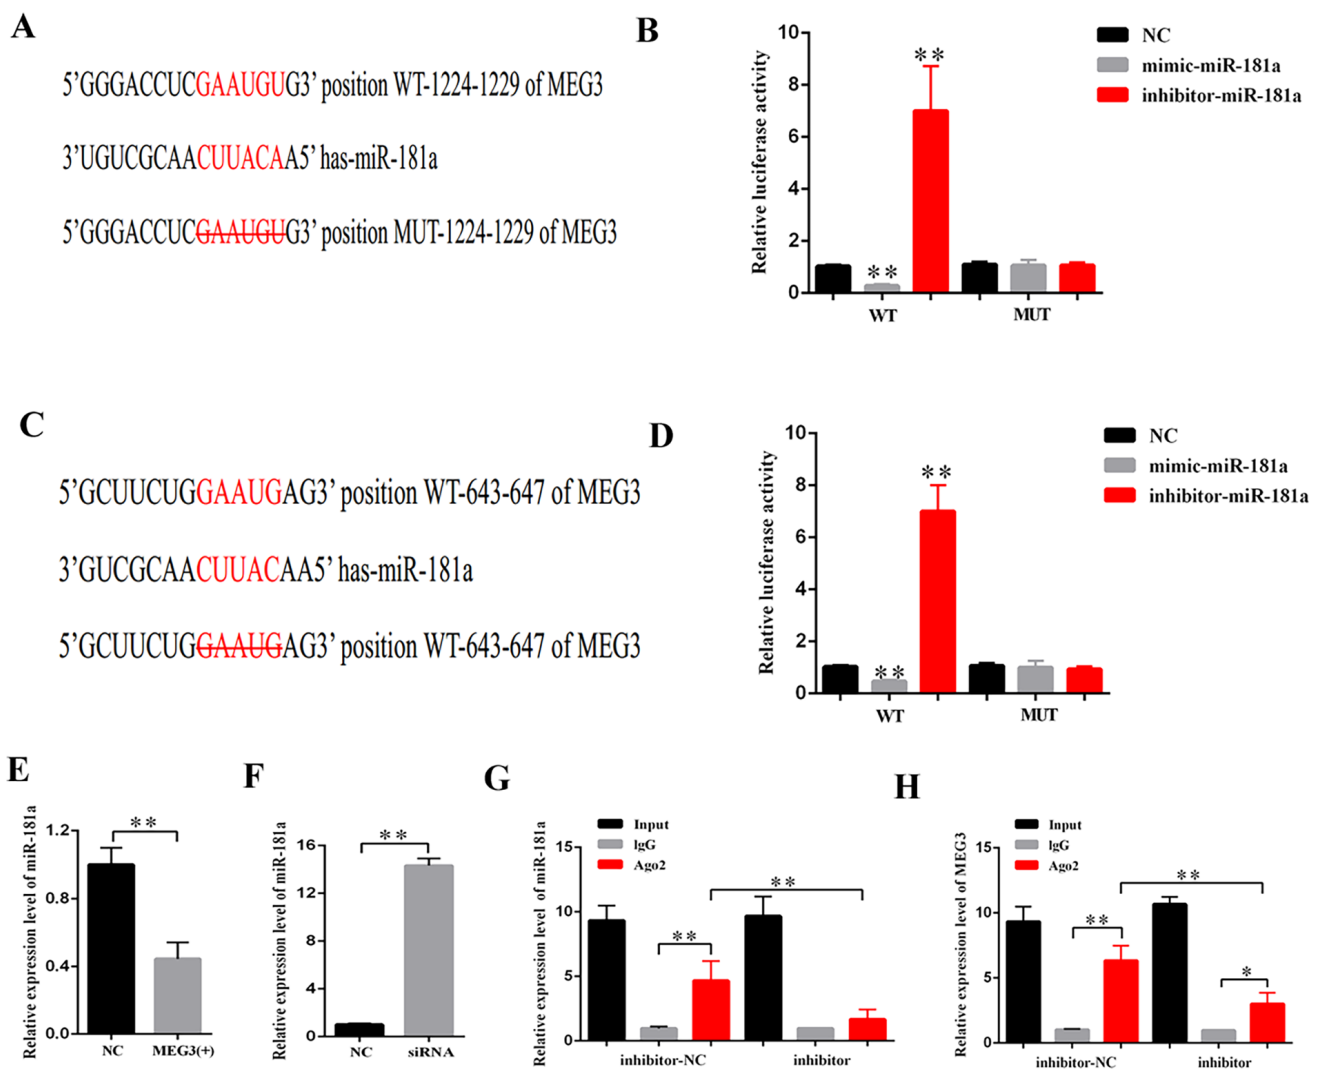 A
5’GGGACCUCGAAUGUG3’ position WT-1224-1229 of MEG3
3’UGUCGCAACUUACAA5’ has-miR-181a
5’GGGACCUCGAAUGUG3’ position MUT-1224-1229 of MEG3
B
NC
mimic-miR-181a
inhibitor-miR-181a
Relative luciferase activity
10
8
6
4
2
0
**
**
WT
MUT
C
5’GCUUCUGGAAUGAG3’ position WT-643-647 of MEG3
3’GUCGCAACUUACAA5’ has-miR-181a
5’GCUUCUGGAAUGAG3’ position WT-643-647 of MEG3
D
NC
mimic-miR-181a
inhibitor-miR-181a
Relative luciferase activity
10
8
6
4
2
0
**
**
WT
MUT
E
Relative expression level of miR-181a
1.2
0.8
0.4
0.0
**
NC
MEG3(+)
F
Relative expression level of miR-181a
16
12
8
4
0
**
NC
siRNA
G
Input
lgG
Ago2
Relative expression level of miR-181a
15
10
5
0
**
**
inhibitor-NC
inhibitor
H
Input
lgG
Ago2
Relative expression level of MEG3
15
10
5
0
**
**
*
inhibitor-NC
inhibitor